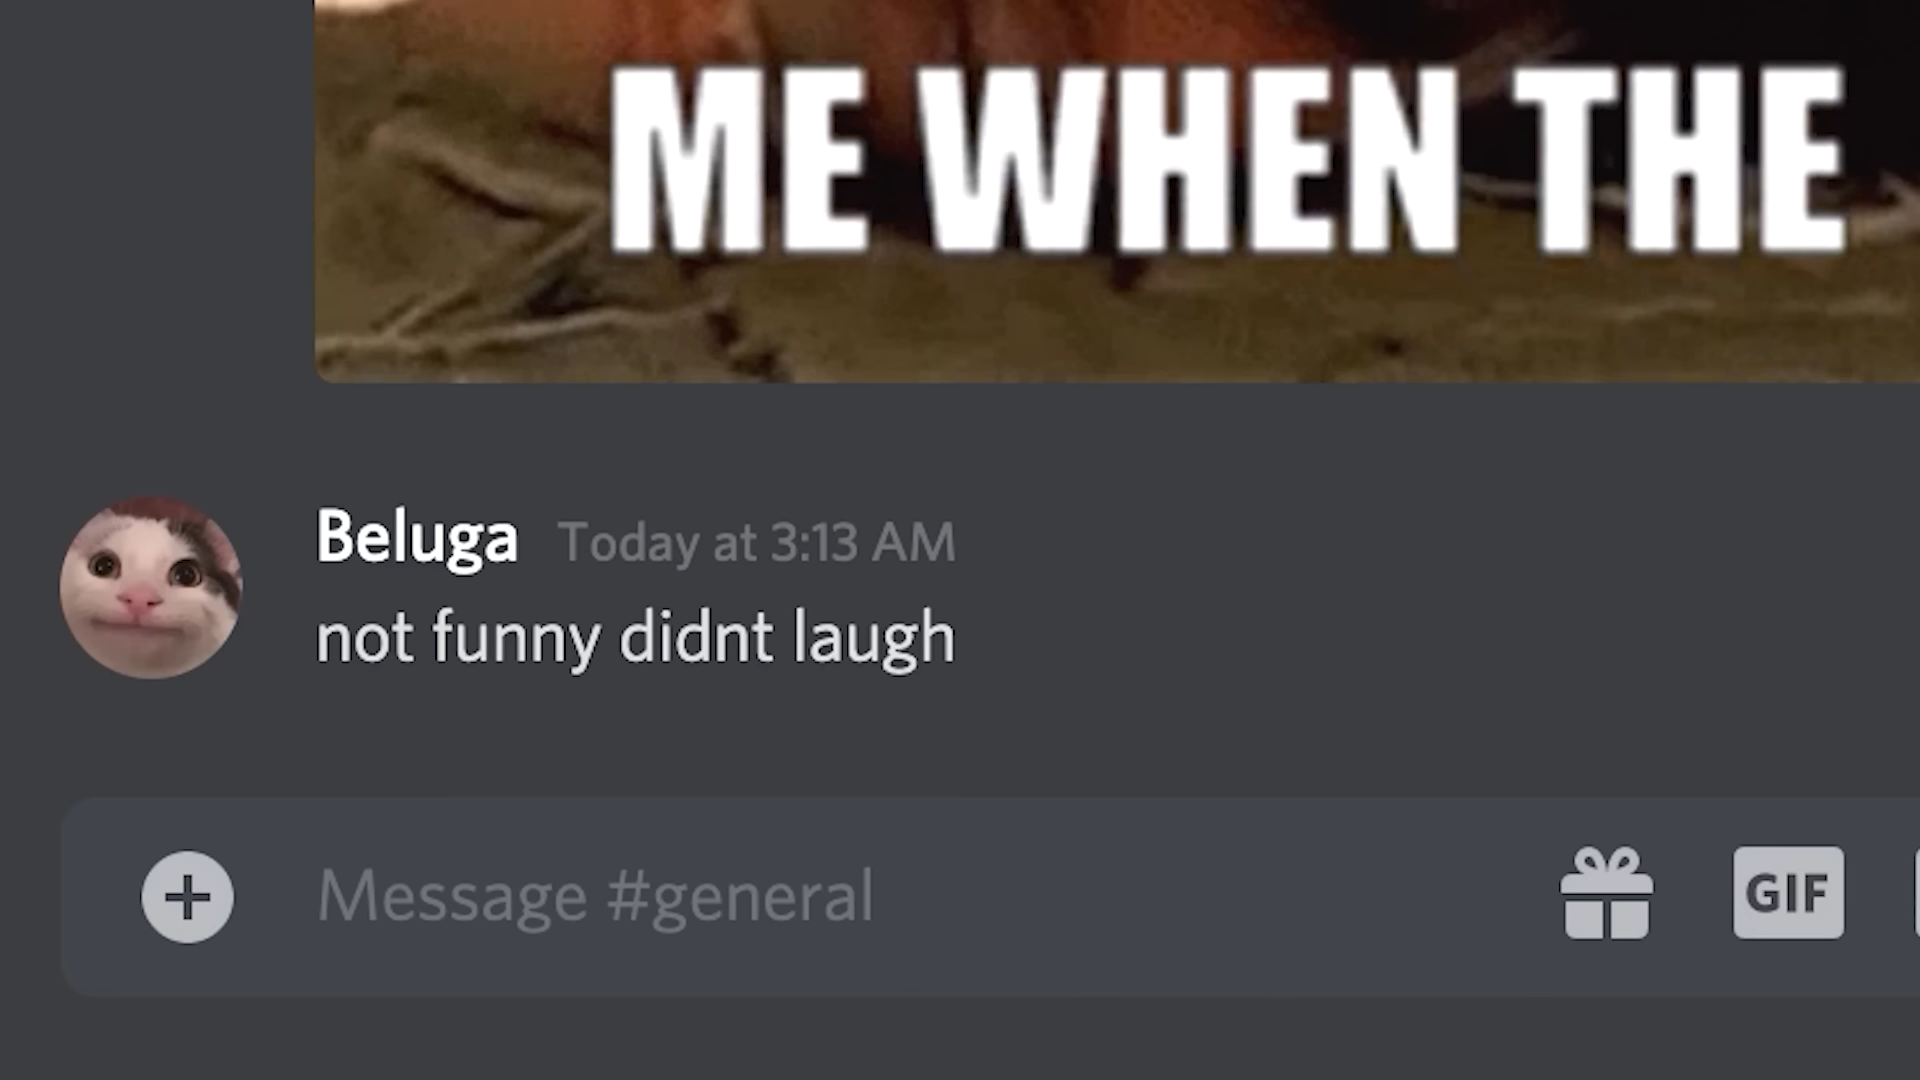 ME WHEN THE
Beluga Today at 3:13 AM
not funny didnt laugh
Message #general
GIF